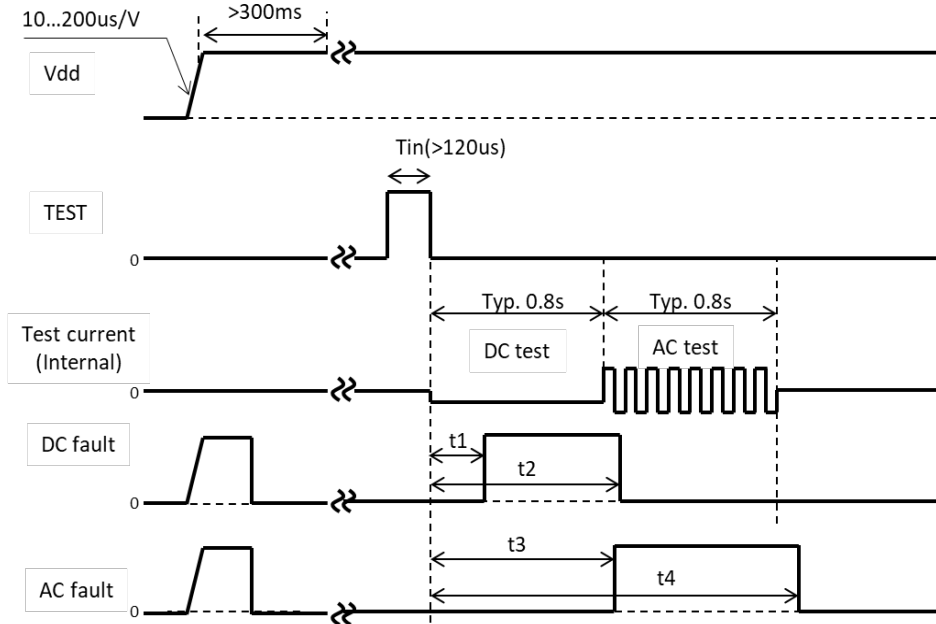 10...200us/V
>300ms
Vdd
Tin(>120us)
TEST
0
Typ. 0.8s
Typ. 0.8s
Test current
(Internal)
DC test
AC test
0
DC fault
t1
t2
0
t3
AC fault
t4
0